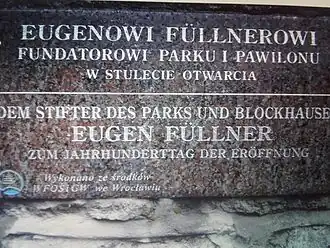 EUGENOWI FÜLLNEROWI
FUNDATOROWI PARKU I PAWILONU
W STULECIE OTWARCIA
DEM STIFTER DES PARKS UND BLOCKHAUSE
EUGEN FÜLLNER
ZUM JAHRHUNDERTTAG DER ERÖFFNUNG
Wykonano ze środków
WFOŚiGW we Wrocławiu